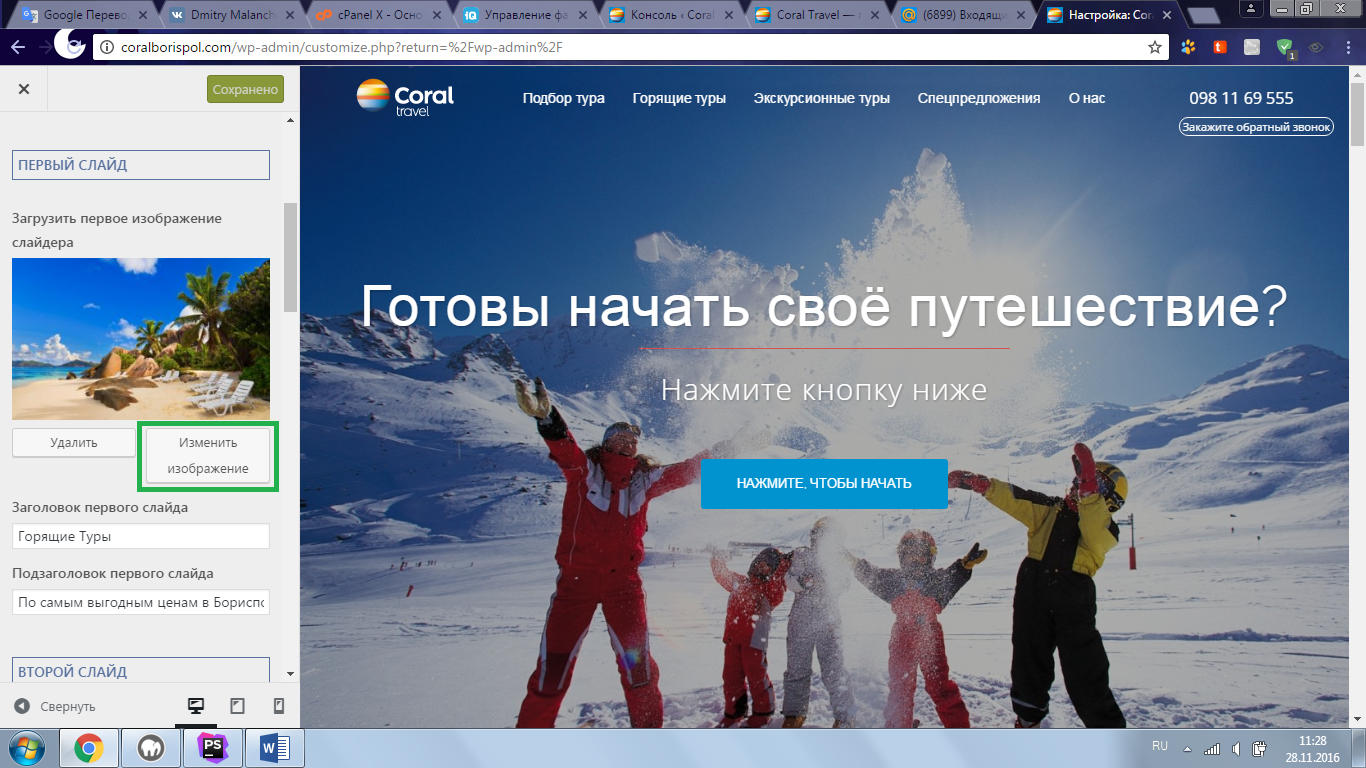 Google Перево
Dmitry Malanch
cPanel X - Осно
Управление фа
Консоль ‹ Coral
Coral Travel —
(6899) Входящи
Настройка: Cor
coralborispol.com/wp-admin/customize.php?return=%2Fwp-admin%2F
1
Сохранено
ПЕРВЫЙ СЛАЙД
Загрузить первое изображение
слайдера
Удалить
Изменить
изображение
Заголовок первого слайда
Горящие Туры
Подзаголовок первого слайда
По самым выгодным ценам в Бориспо
ВТОРОЙ СЛАЙД
Свернуть
Coral
travel
Подбор тура
Горящие туры
Экскурсионные туры
Спецпредложения
О нас
098 11 69 555
Закажите обратный звонок
Готовы начать своё путешествие?
Нажмите кнопку ниже
НАЖМИТЕ, ЧТОБЫ НАЧАТЬ
PS
W
RU
11:28
28.11.2016